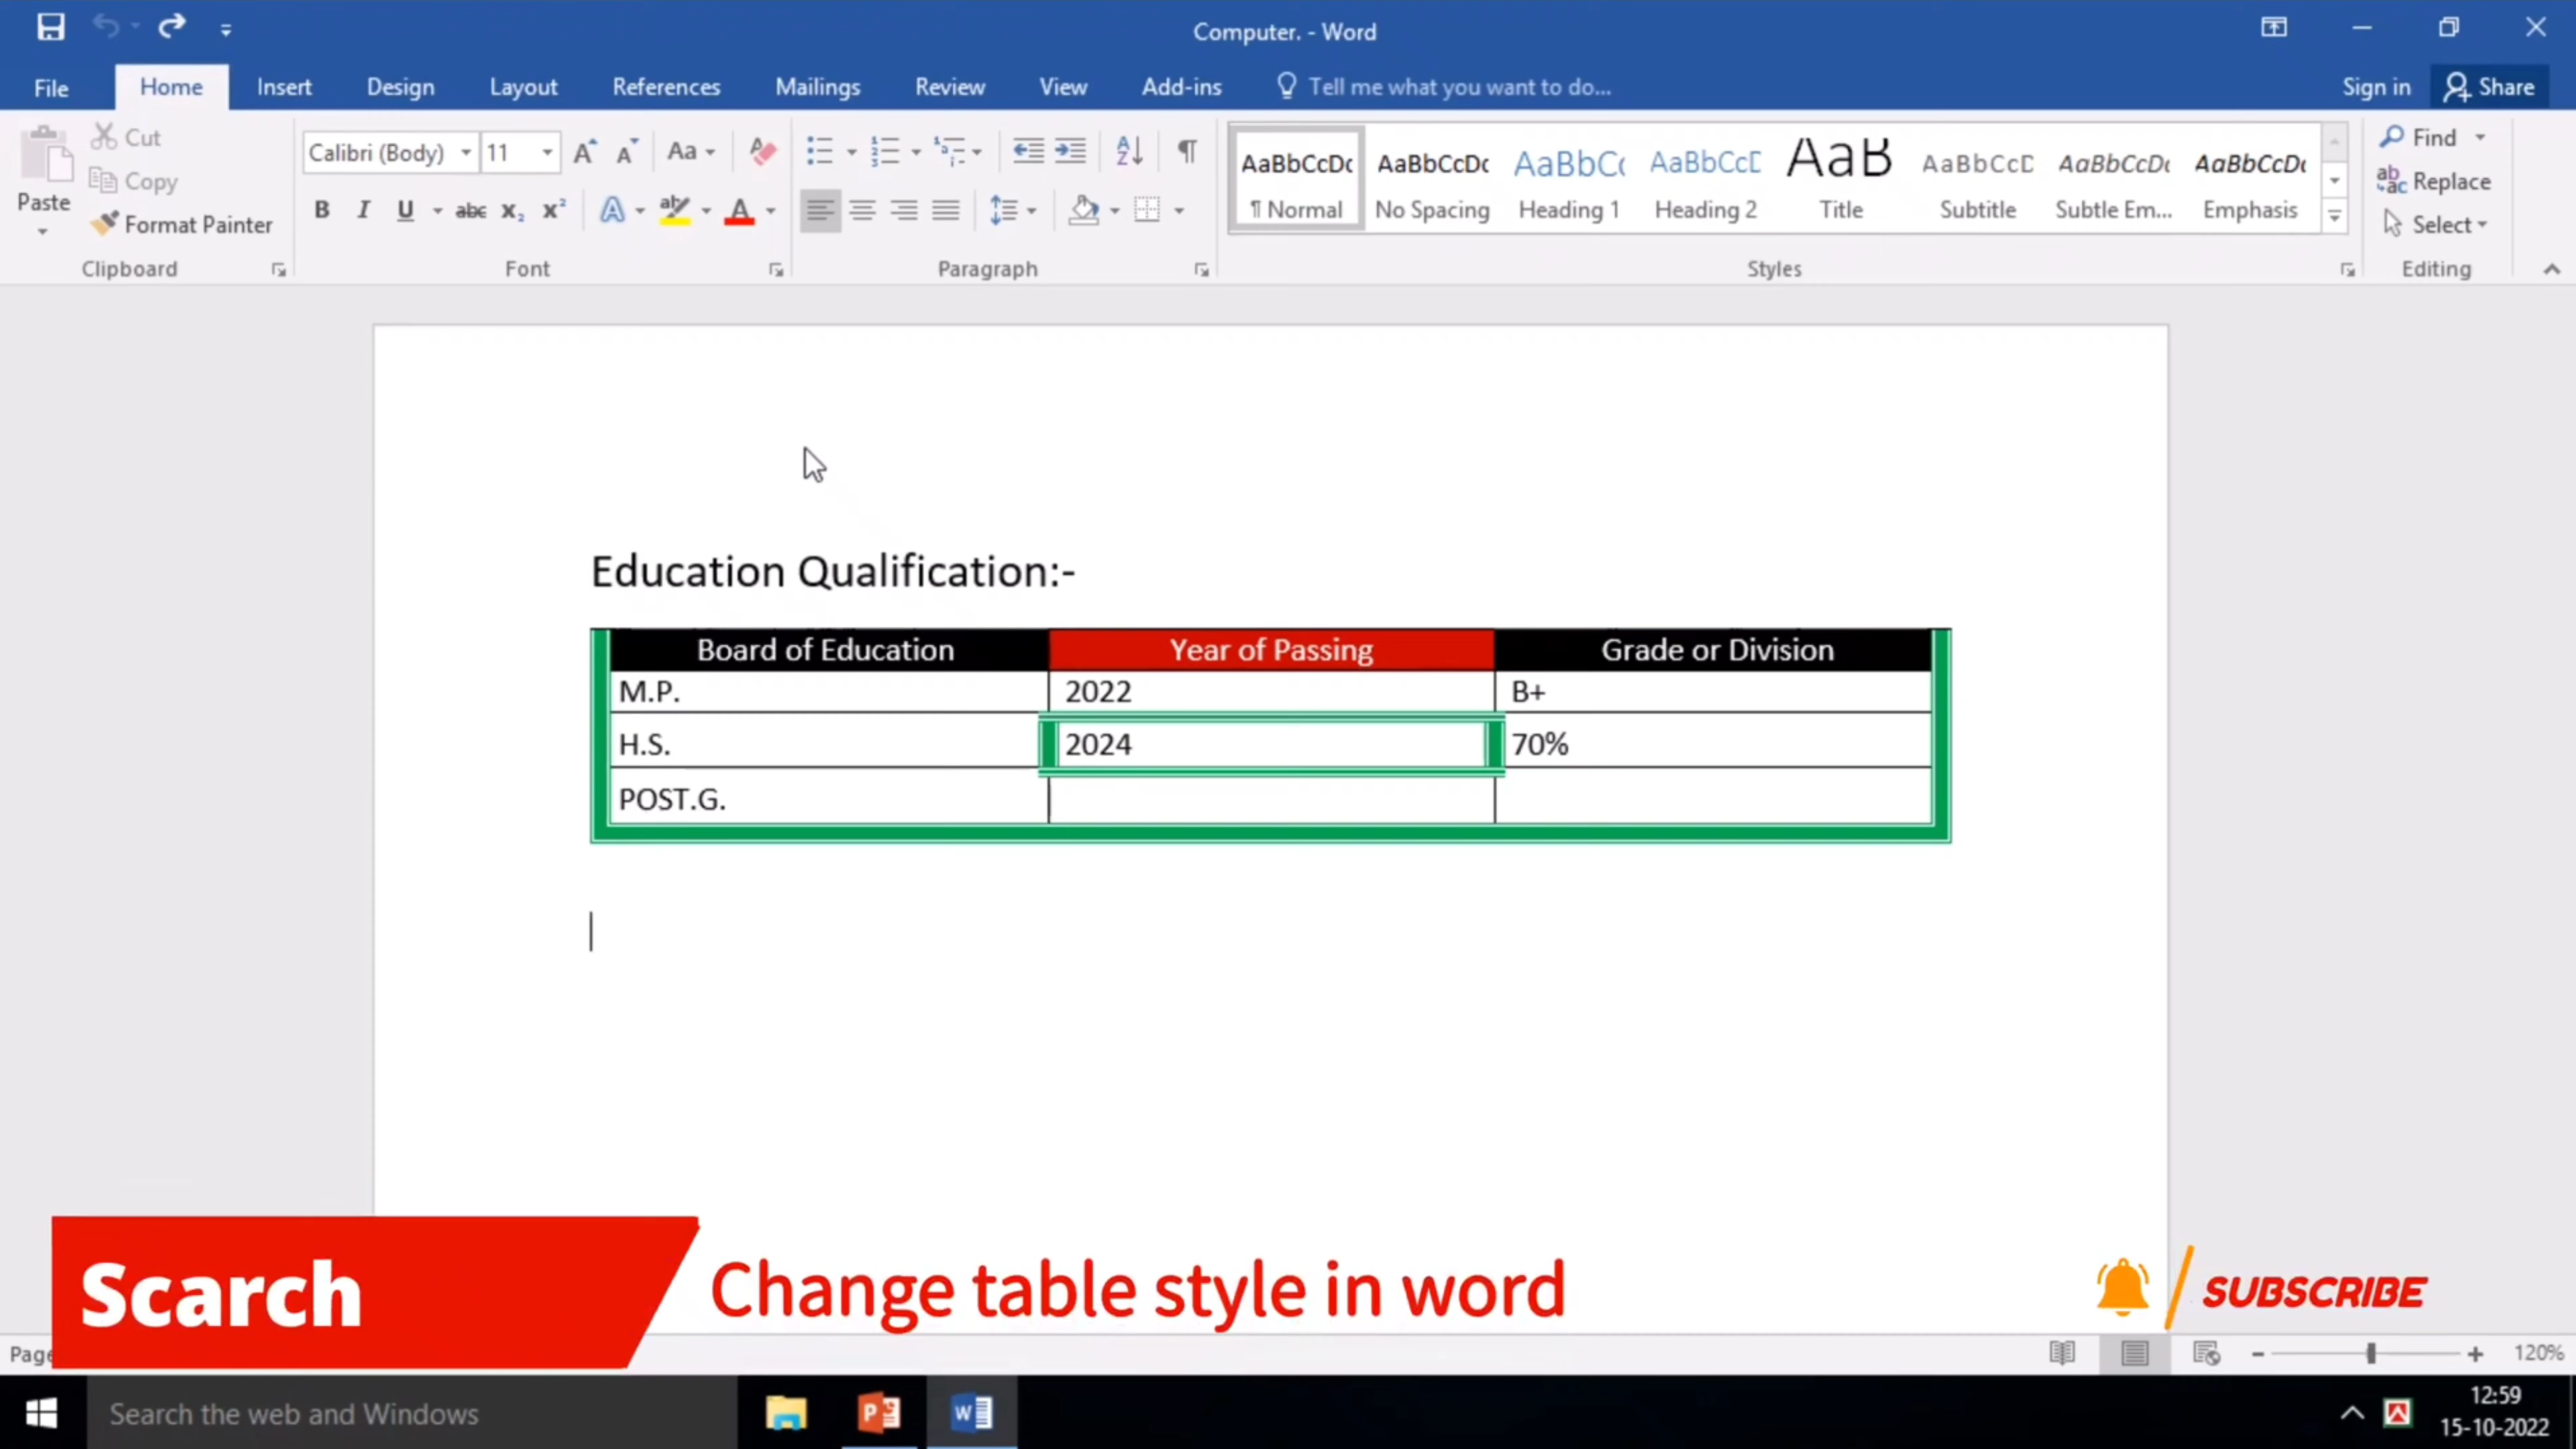 Computer. - Word
File Home Insert Design Layout References Mailings Review View Add-ins Tell me what you want to do... Sign in Share
Paste
Cut
Copy
Format Painter
Clipboard
Calibri (Body) 11
Font
Paragraph
AaBbCcDc AaBbCcDc AaBbC AaBbCcD AaB AaBbCcD AaBbCcDc AaBbCcDc
¶ Normal No Spacing Heading 1 Heading 2 Title Subtitle Subtle Em... Emphasis
Styles
Find
Replace
Select
Editing
Education Qualification:-
Board of Education Year of Passing Grade or Division
M.P. 2022 B+
H.S. 2024 70%
POST.G.
Scarch Change table style in word SUBSCRIBE
Page 120%
Search the web and Windows
12:59
15-10-2022